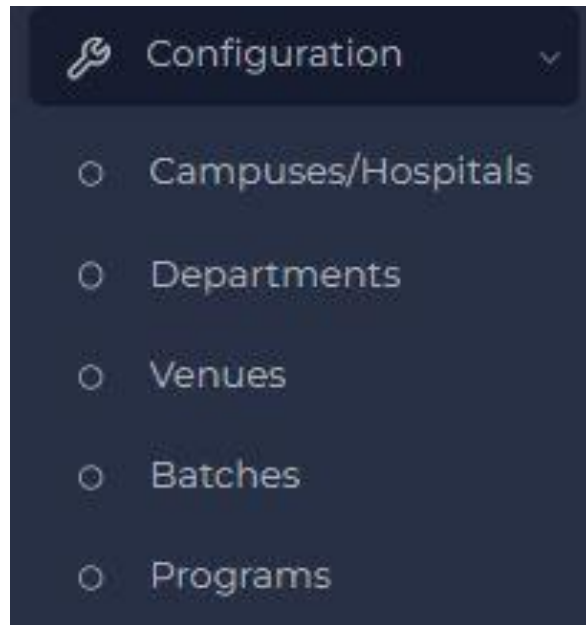 Configuration
Campuses/Hospitals
Departments
Venues
Batches
Programs